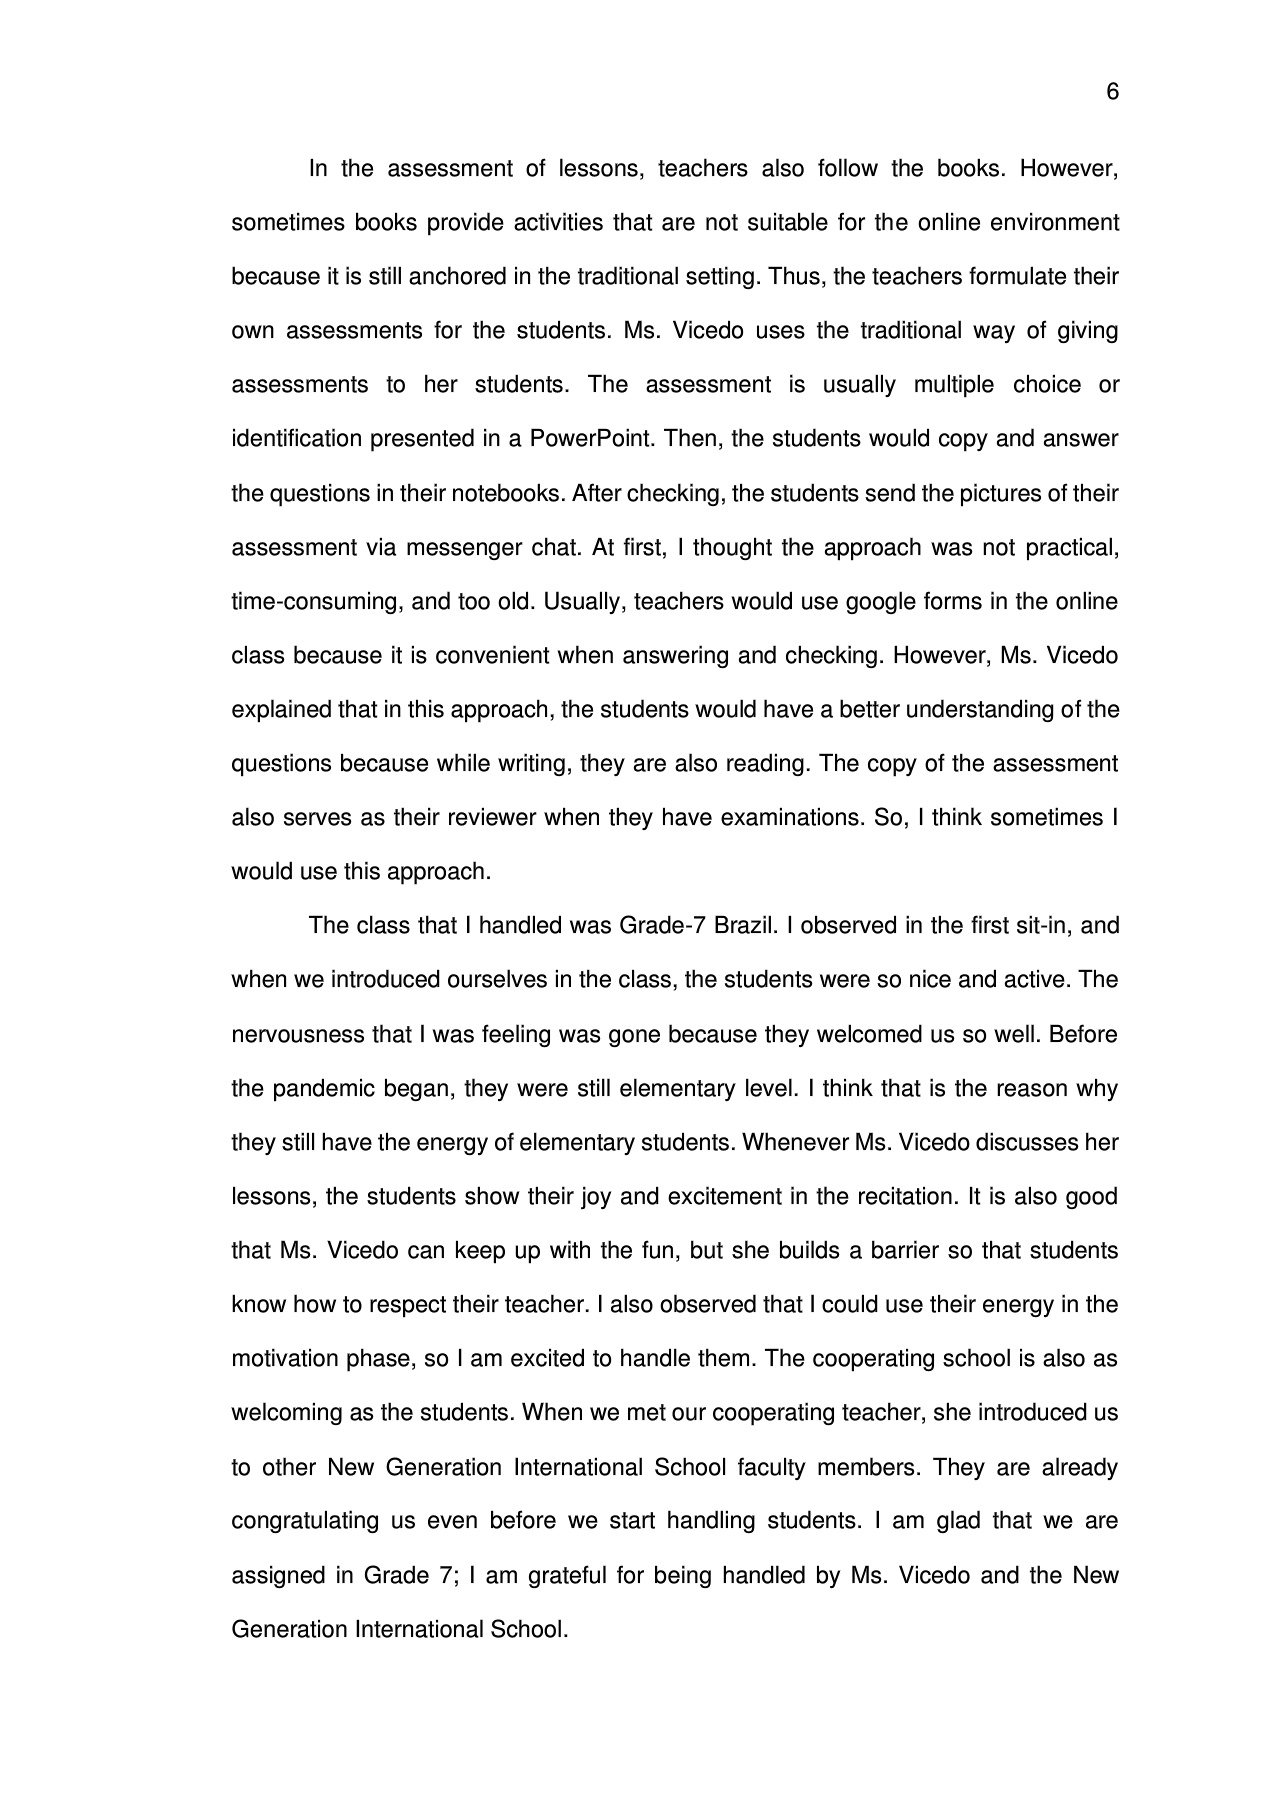 6
In the assessment of lessons, teachers also follow the books. However,
sometimes books provide activities that are not suitable for the online environment
because it is still anchored in the traditional setting. Thus, the teachers formulate their
own assessments for the students. Ms. Vicedo uses the traditional way of giving
assessments to her students. The assessment is usually multiple choice or
identification presented in a PowerPoint. Then, the students would copy and answer
the questions in their notebooks. After checking, the students send the pictures of their
assessment via messenger chat. At first, I thought the approach was not practical,
time-consuming, and too old. Usually, teachers would use google forms in the online
class because it is convenient when answering and checking. However, Ms. Vicedo
explained that in this approach, the students would have a better understanding of the
questions because while writing, they are also reading. The copy of the assessment
also serves as their reviewer when they have examinations. So, I think sometimes I
would use this approach.
The class that I handled was Grade-7 Brazil. I observed in the first sit-in, and
when we introduced ourselves in the class, the students were so nice and active. The
nervousness that I was feeling was gone because they welcomed us so well. Before
the pandemic began, they were still elementary level. I think that is the reason why
they still have the energy of elementary students. Whenever Ms. Vicedo discusses her
lessons, the students show their joy and excitement in the recitation. It is also good
that Ms. Vicedo can keep up with the fun, but she builds a barrier so that students
know how to respect their teacher. I also observed that I could use their energy in the
motivation phase, so I am excited to handle them. The cooperating school is also as
welcoming as the students. When we met our cooperating teacher, she introduced us
to other New Generation International School faculty members. They are already
congratulating us even before we start handling students. I am glad that we are
assigned in Grade 7; I am grateful for being handled by Ms. Vicedo and the New
Generation International School.